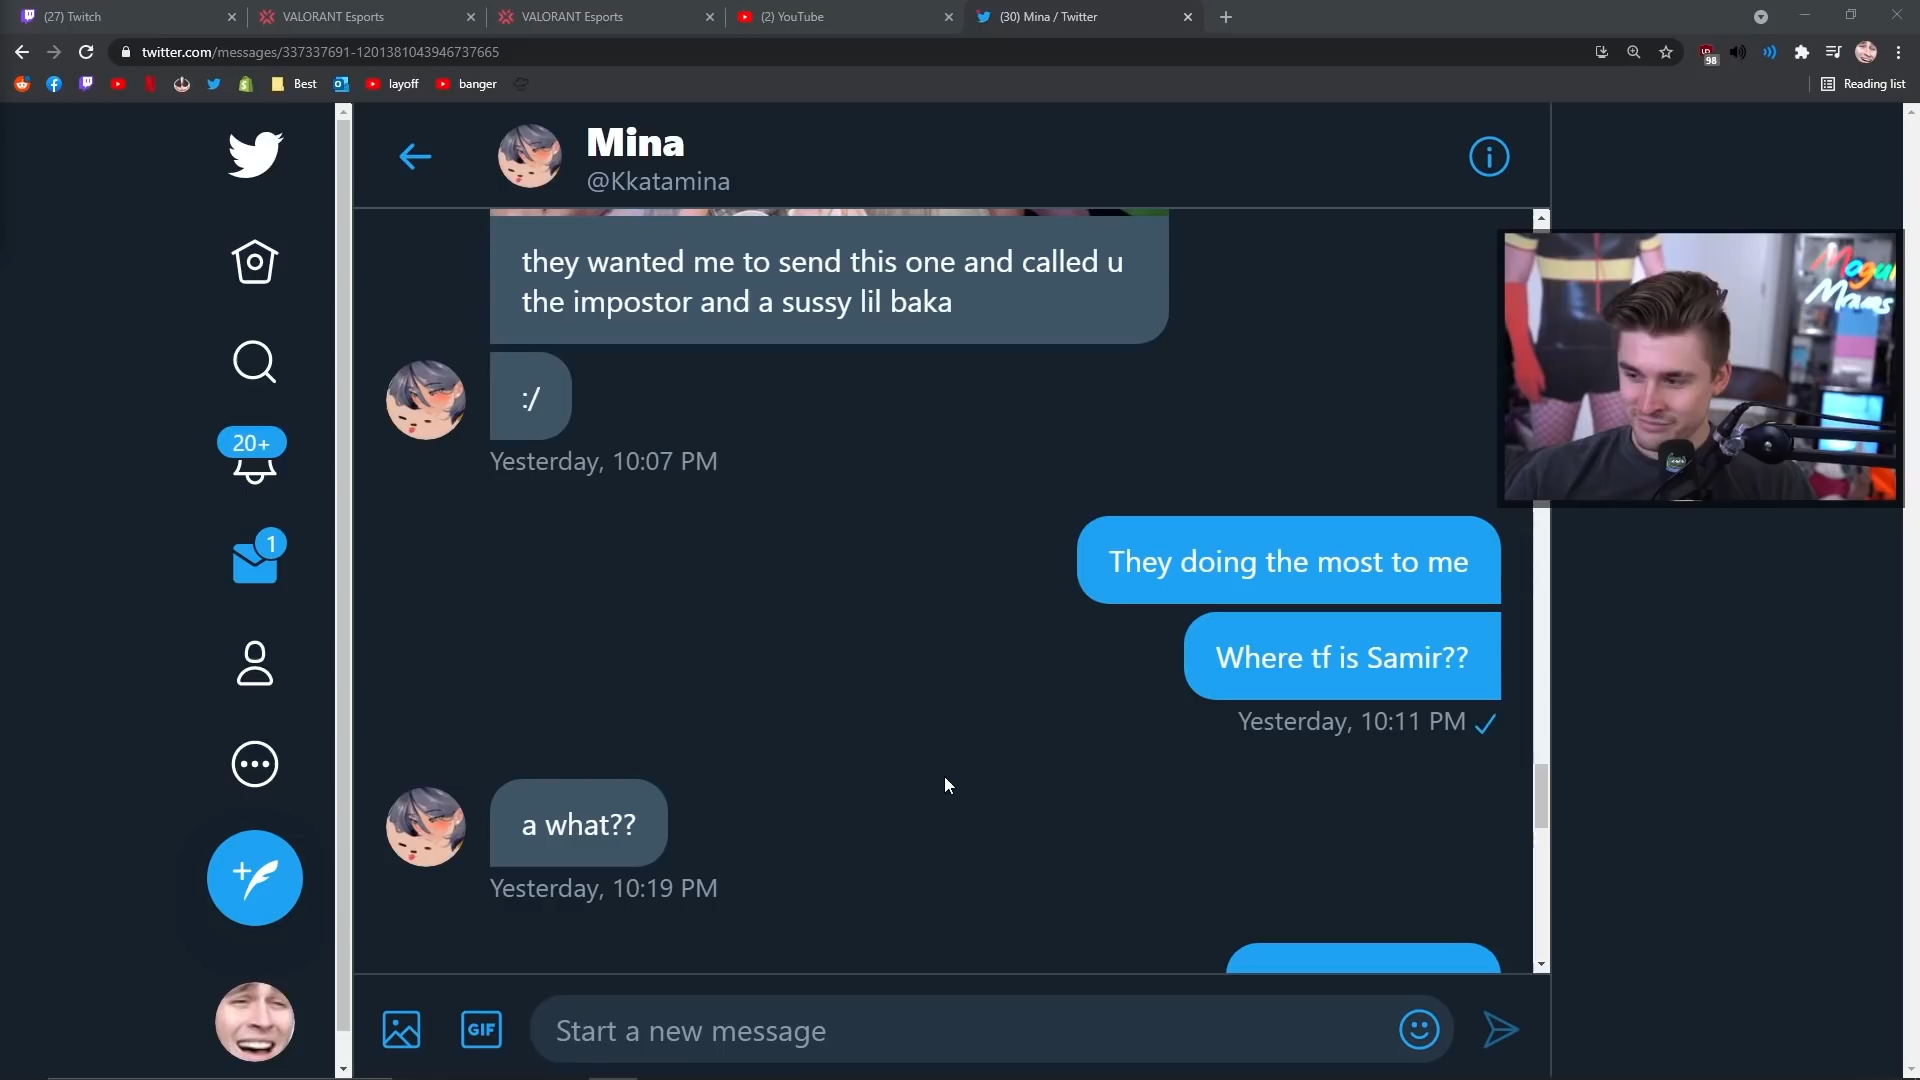 (27) Twitch
VALORANT Esports
VALORANT Esports
(2) YouTube
(30) Mina / Twitter
twitter.com/messages/337337691-1201381043946737665
98
Best
layoff
banger
Reading list
Mina
@Kkatamina
they wanted me to send this one and called u
the impostor and a sussy lil baka
:/
Yesterday, 10:07 PM
They doing the most to me
Where tf is Samir??
Yesterday, 10:11 PM
a what??
Yesterday, 10:19 PM
20+
1
GIF
Start a new message
Mogul
Moves